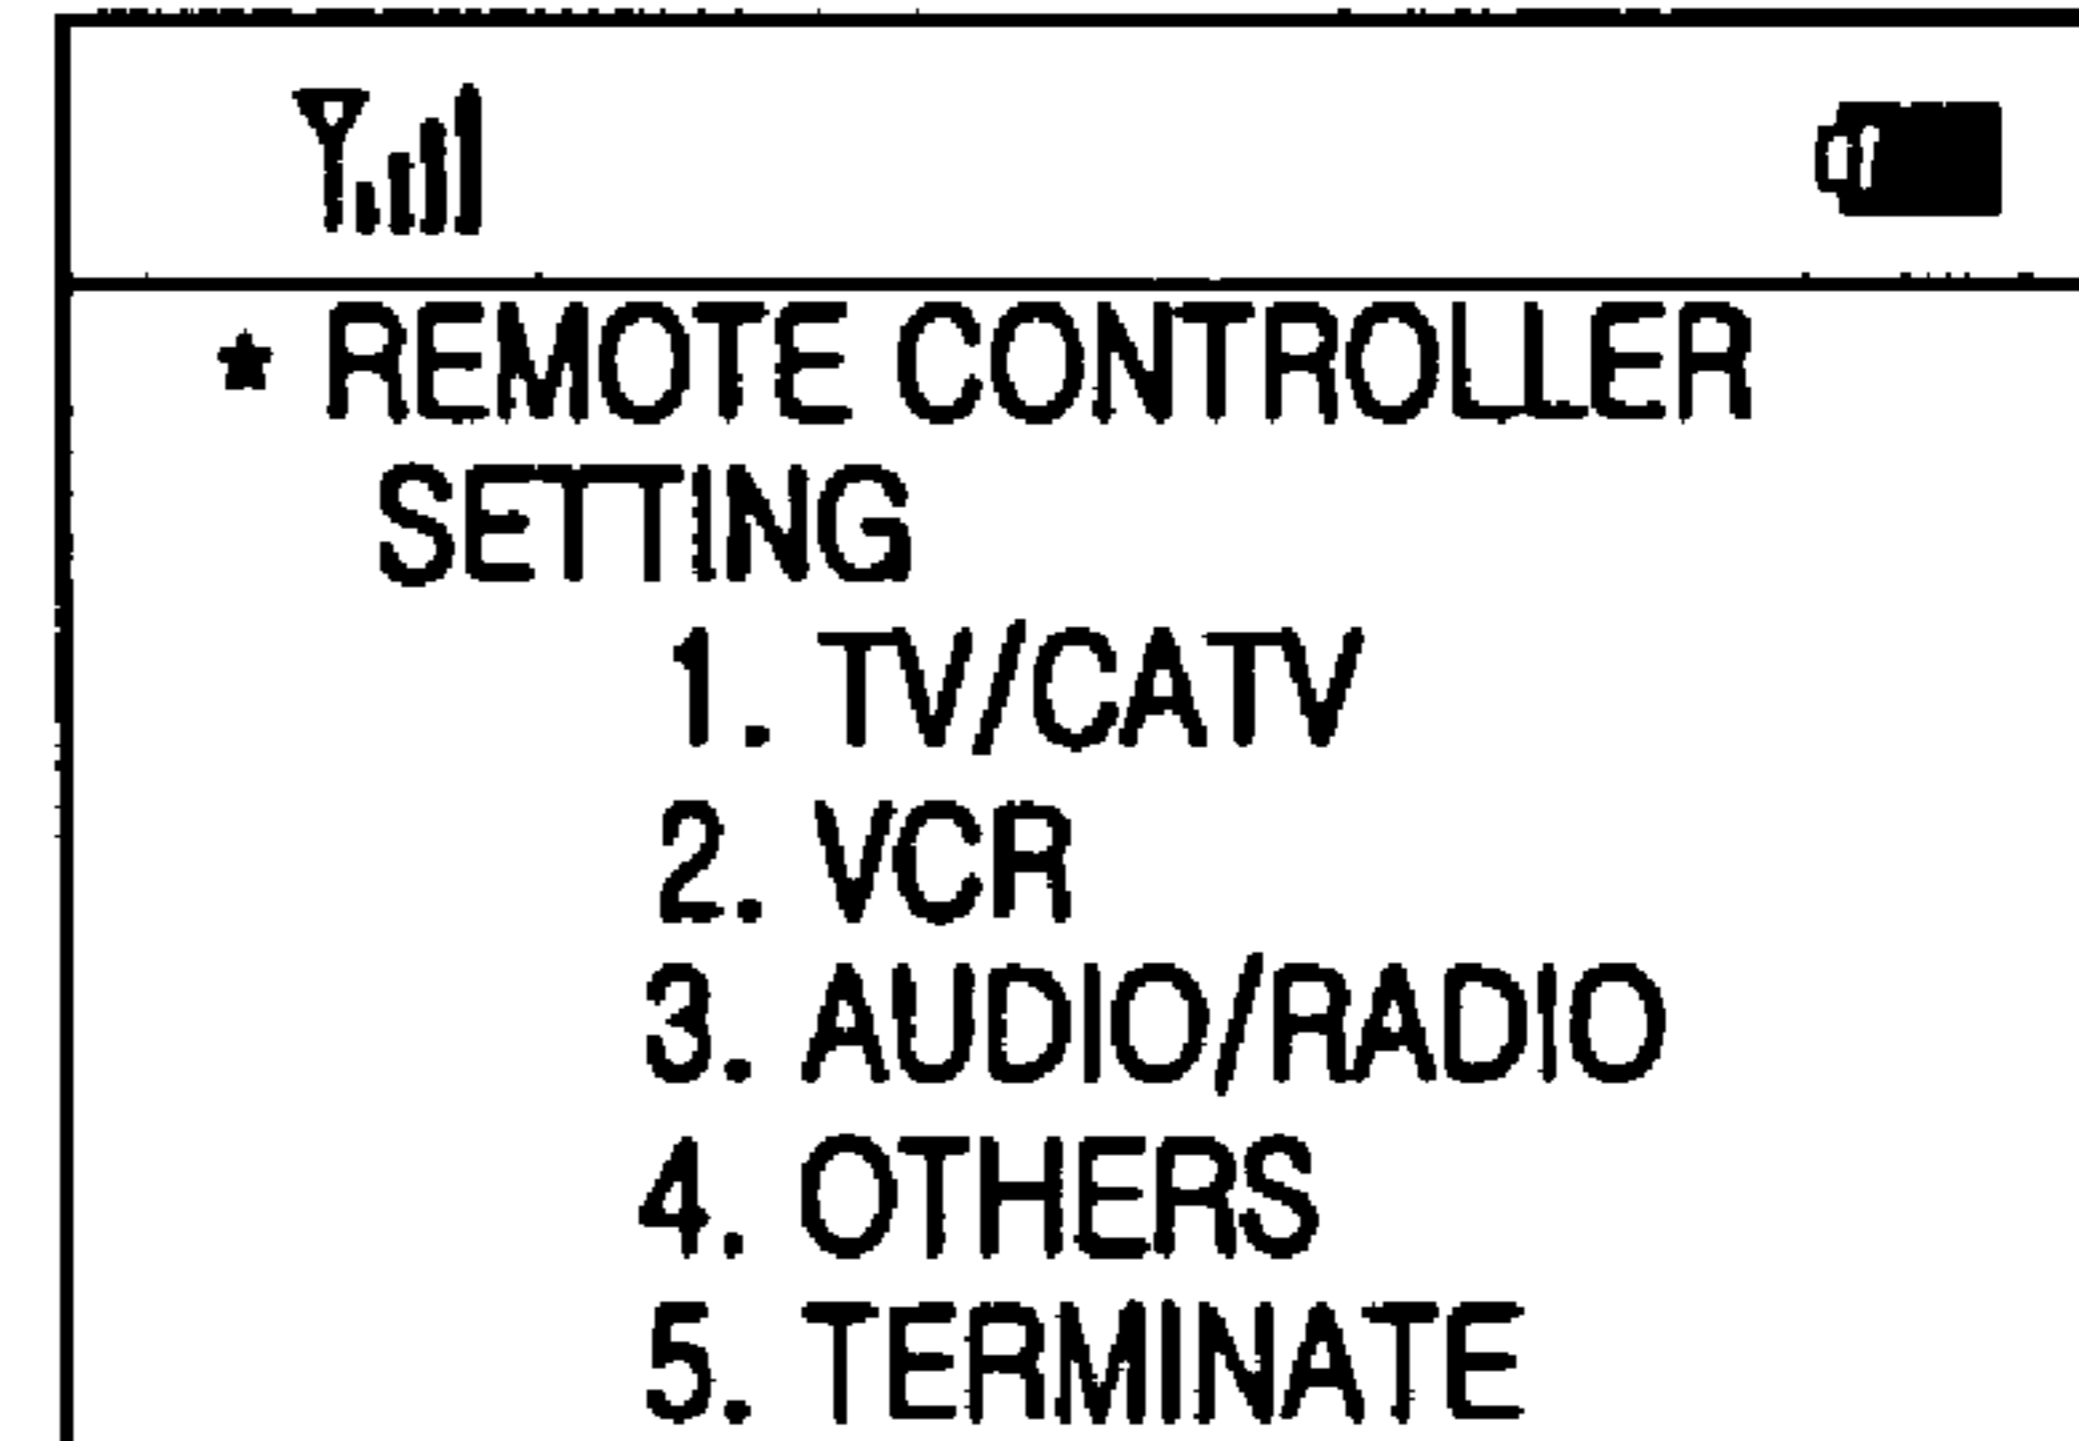 ★ REMOTE CONTROLLER
SETTING
1. TV/CATV
2. VCR
3. AUDIO/RADIO
4. OTHERS
5. TERMINATE